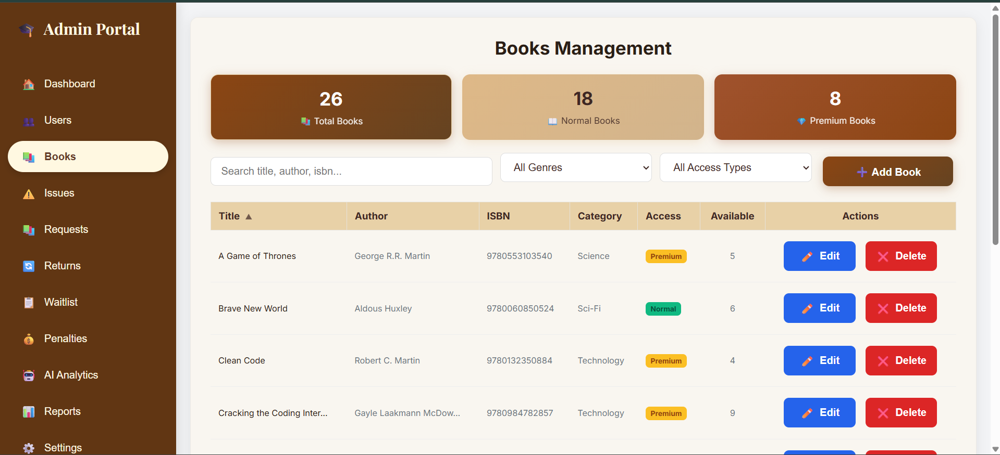 Admin Portal
Dashboard
Users
Books
Issues
Requests
Returns
Waitlist
Penalties
AI Analytics
Reports
Settings
Books Management
26
Total Books
18
Normal Books
8
Premium Books
Search title, author, isbn...
All Genres
All Access Types
Add Book
Title ▲ Author ISBN Category Access Available Actions
A Game of Thrones George R.R. Martin 9780553103540 Science Premium 5 Edit Delete
Brave New World Aldous Huxley 9780060850524 Sci-Fi Normal 6 Edit Delete
Clean Code Robert C. Martin 9780132350884 Technology Premium 4 Edit Delete
Cracking the Coding Inter... Gayle Laakmann McDow... 9780984782857 Technology Premium 9 Edit Delete